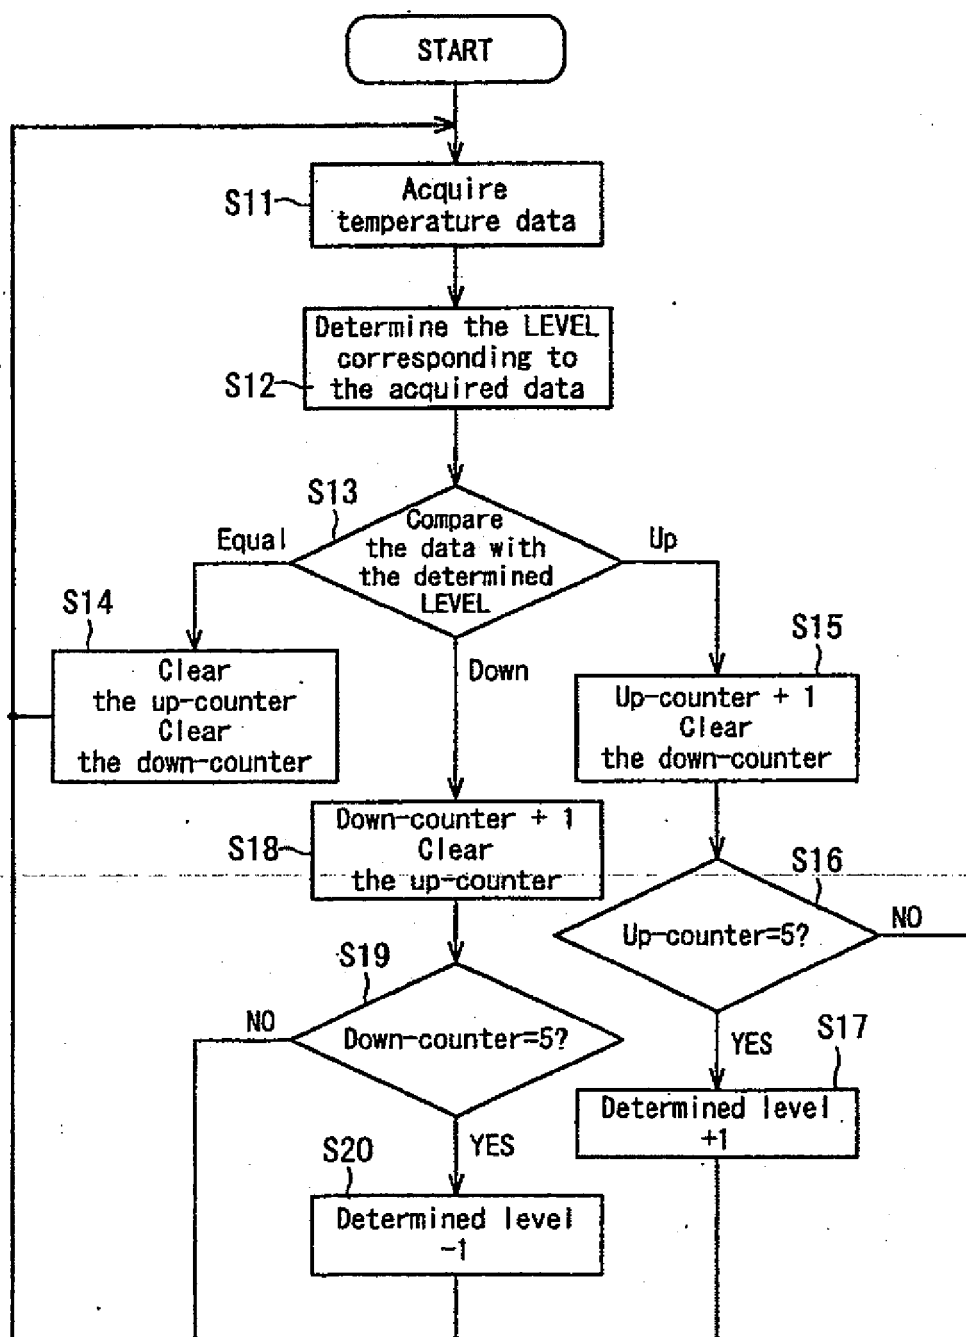 START
S11
Acquire
temperature data
S12
Determine the LEVEL
corresponding to
the acquired data
S13
Compare
the data with
the determined
LEVEL
Equal
Up
Down
S14
Clear
the up-counter
Clear
the down-counter
S15
Up-counter + 1
Clear
the down-counter
S18
Down-counter + 1
Clear
the up-counter
S16
Up-counter=5?
NO
YES
S19
Down-counter=5?
NO
YES
S17
Determined level
+1
S20
Determined level
-1